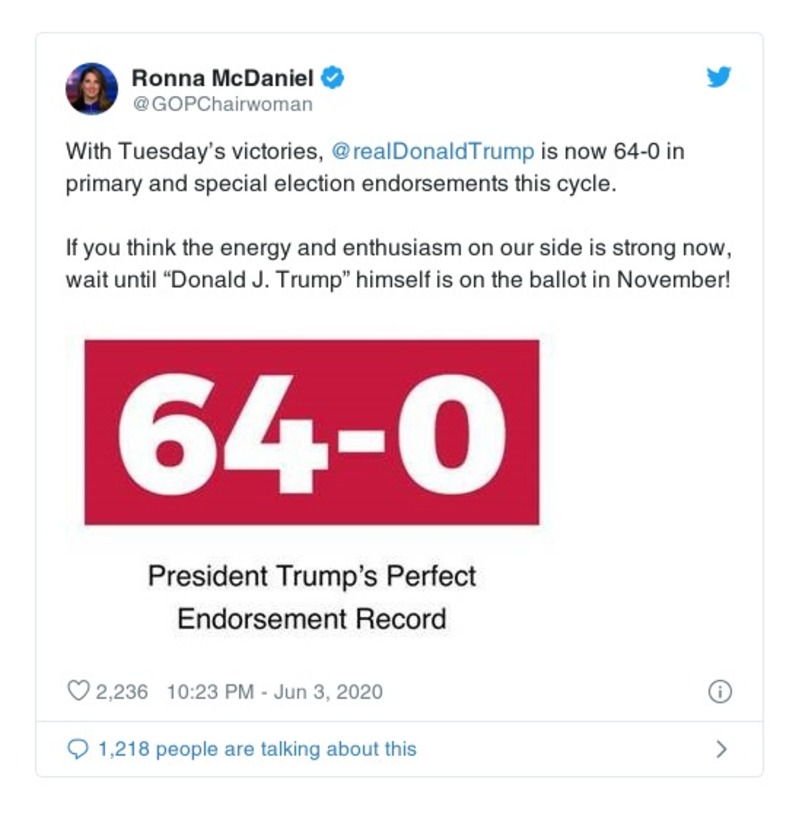 Ronna McDaniel
@GOPChairwoman
With Tuesday’s victories, @realDonaldTrump is now 64-0 in
primary and special election endorsements this cycle.
If you think the energy and enthusiasm on our side is strong now,
wait until “Donald J. Trump” himself is on the ballot in November!
64-0
President Trump’s Perfect
Endorsement Record
2,236 10:23 PM - Jun 3, 2020
1,218 people are talking about this